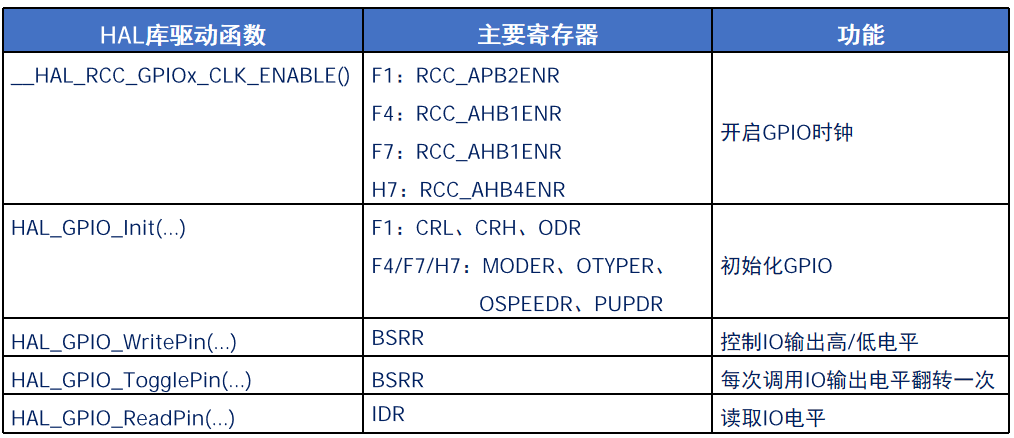 HAL库驱动函数 主要寄存器 功能
__HAL_RCC_GPIOx_CLK_ENABLE() F1：RCC_APB2ENR
F4：RCC_AHB1ENR
开启GPIO时钟
F7：RCC_AHB1ENR
H7：RCC_AHB4ENR
HAL_GPIO_Init(…) F1：CRL、CRH、ODR
F4/F7/H7：MODER、OTYPER、 初始化GPIO
OSPEEDR、PUPDR
HAL_GPIO_WritePin(…) BSRR 控制IO输出高/低电平
HAL_GPIO_TogglePin(…) BSRR 每次调用IO输出电平翻转一次
HAL_GPIO_ReadPin(…) IDR 读取IO电平